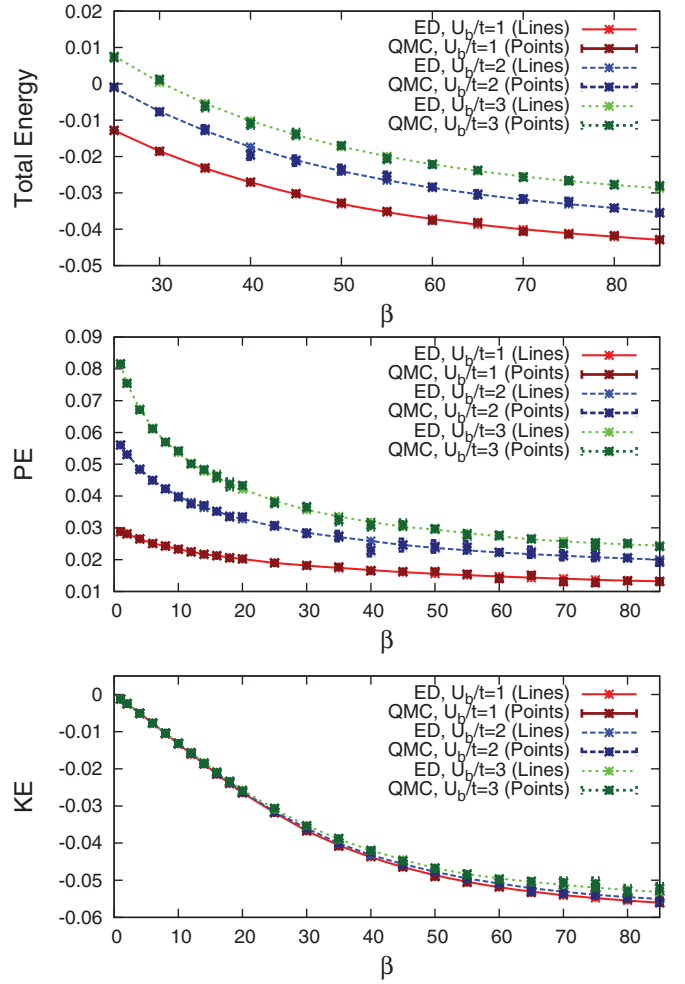 0.02
0.01
0
-0.01
-0.02
-0.03
-0.04
-0.05
Total Energy
ED, U_b/t=1 (Lines)
QMC, U_b/t=1 (Points)
ED, U_b/t=2 (Lines)
QMC, U_b/t=2 (Points)
ED, U_b/t=3 (Lines)
QMC, U_b/t=3 (Points)
30 40 50 60 70 80
β
0.09
0.08
0.07
0.06
0.05
0.04
0.03
0.02
0.01
PE
ED, U_b/t=1 (Lines)
QMC, U_b/t=1 (Points)
ED, U_b/t=2 (Lines)
QMC, U_b/t=2 (Points)
ED, U_b/t=3 (Lines)
QMC, U_b/t=3 (Points)
0 10 20 30 40 50 60 70 80
β
0
-0.01
-0.02
-0.03
-0.04
-0.05
-0.06
KE
ED, U_b/t=1 (Lines)
QMC, U_b/t=1 (Points)
ED, U_b/t=2 (Lines)
QMC, U_b/t=2 (Points)
ED, U_b/t=3 (Lines)
QMC, U_b/t=3 (Points)
0 10 20 30 40 50 60 70 80
β